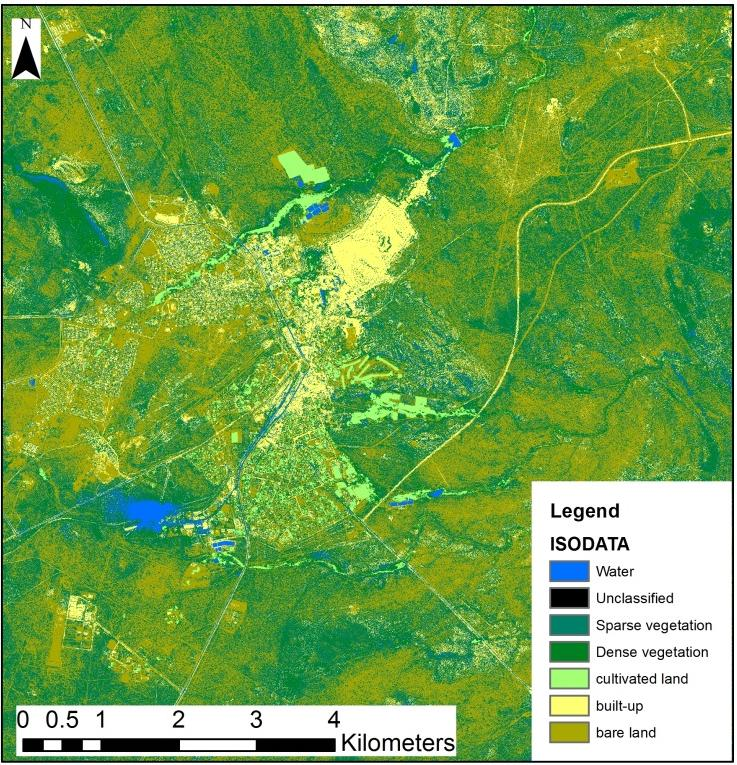 N
Legend
ISODATA
Water
Unclassified
Sparse vegetation
Dense vegetation
cultivated land
built-up
bare land
0 0.5 1 2 3 4
Kilometers